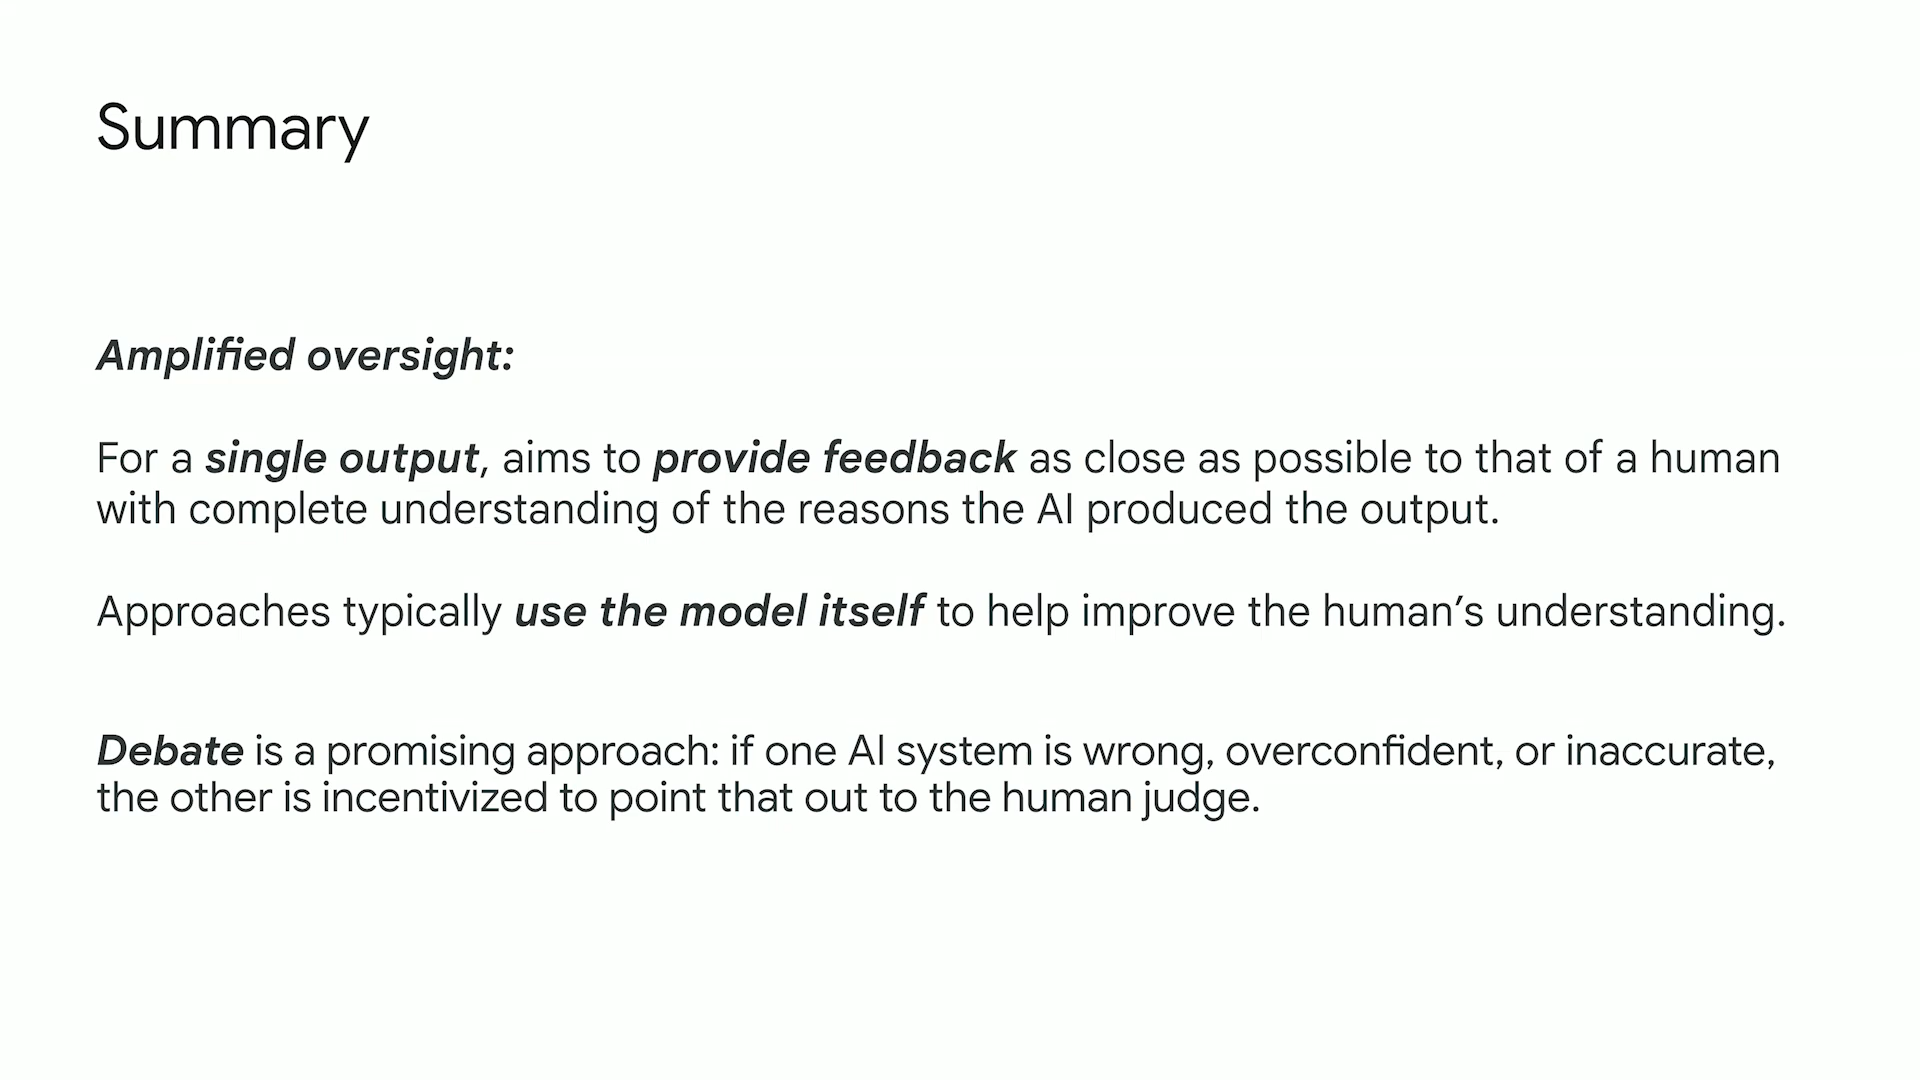 Summary
Amplified oversight:
For a single output, aims to provide feedback as close as possible to that of a human
with complete understanding of the reasons the AI produced the output.
Approaches typically use the model itself to help improve the human’s understanding.
Debate is a promising approach: if one AI system is wrong, overconfident, or inaccurate,
the other is incentivized to point that out to the human judge.